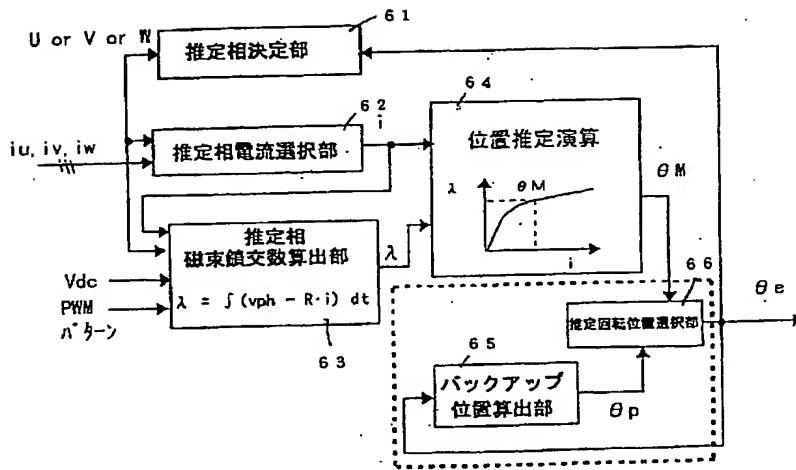 61
U or V or W
推定相決定部
62
iu, iv, iw
推定相電流選択部
i
64
位置推定演算
λ
θM
i
θM
推定相
磁束鎖交数算出部
λ = ∫(vph − R·i) dt
λ
63
Vdc
PWM
パターン
66
推定回転位置選択部
θe
65
バックアップ
位置算出部
θp